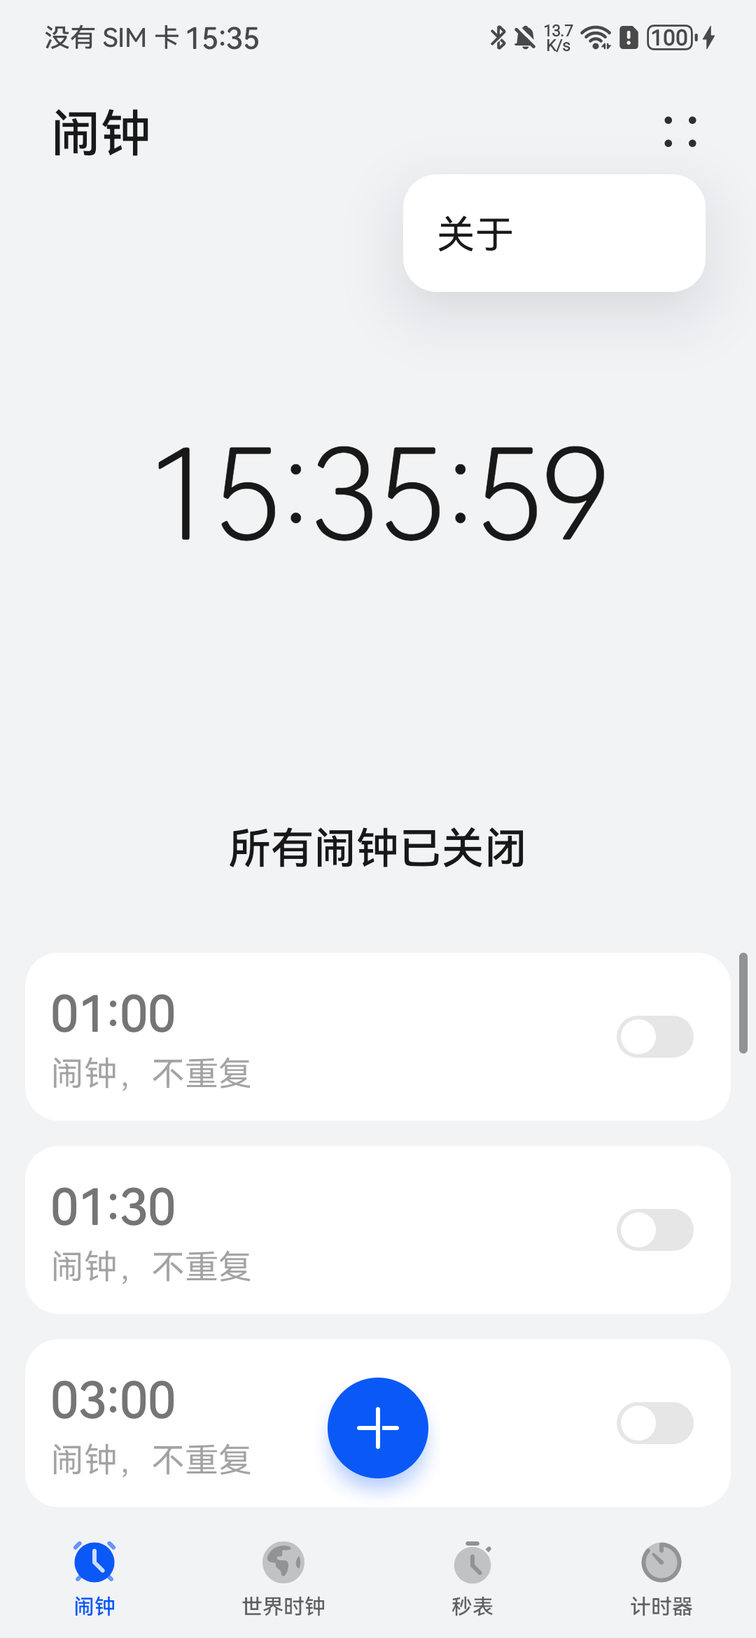 没有 SIM 卡 15:35
13.7
K/s
100
闹钟
关于
15:35:59
所有闹钟已关闭
01:00
闹钟，不重复
01:30
闹钟，不重复
03:00
闹钟，不重复
闹钟 世界时钟 秒表 计时器